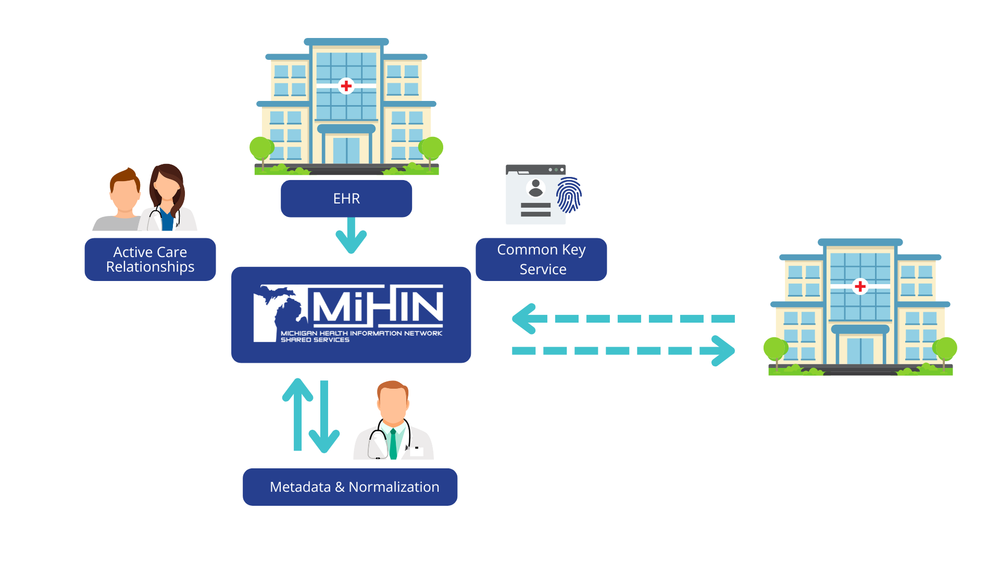 EHR
Active Care
Relationships
Common Key
Service
MiHIN
MICHIGAN HEALTH INFORMATION NETWORK
SHARED SERVICES
Metadata & Normalization